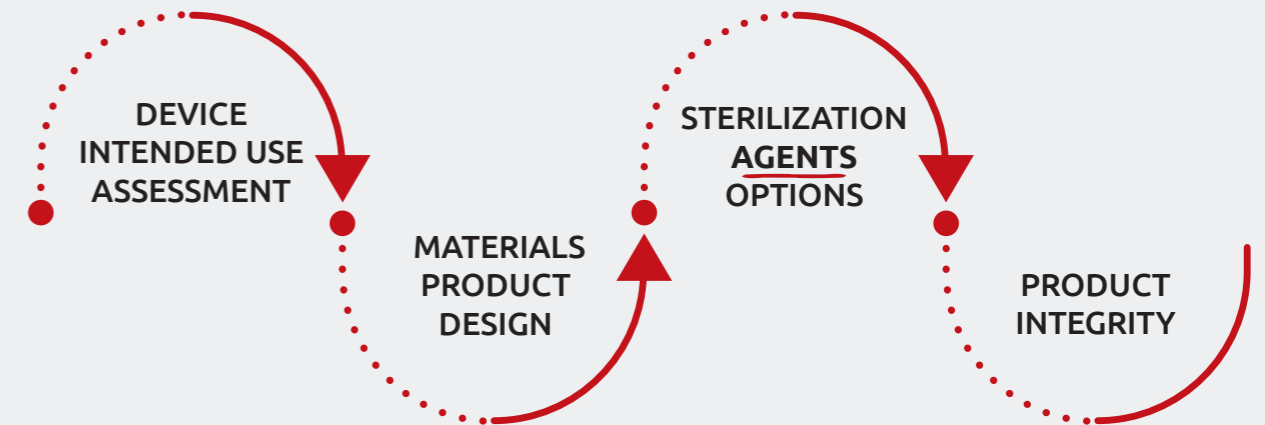 DEVICE
INTENDED USE
ASSESSMENT
MATERIALS
PRODUCT
DESIGN
STERILIZATION
AGENTS
OPTIONS
PRODUCT
INTEGRITY